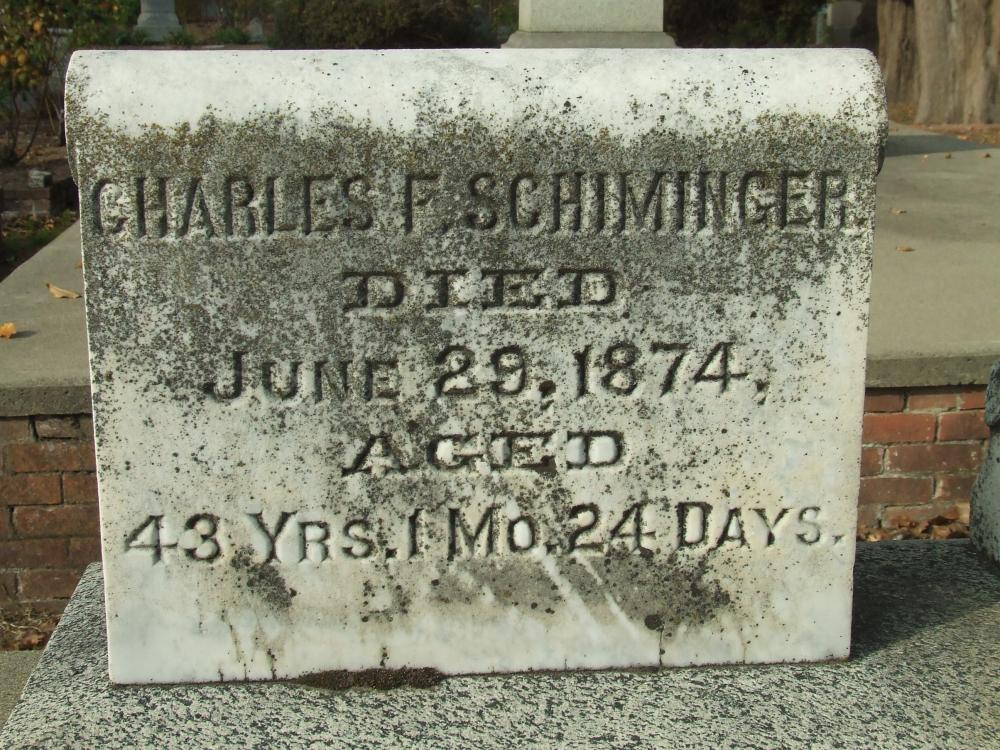 CHARLES F. SCHIMINGER.
DIED
JUNE 29, 1874,
AGED
43 YRS. 1 MO. 24 DAYS.